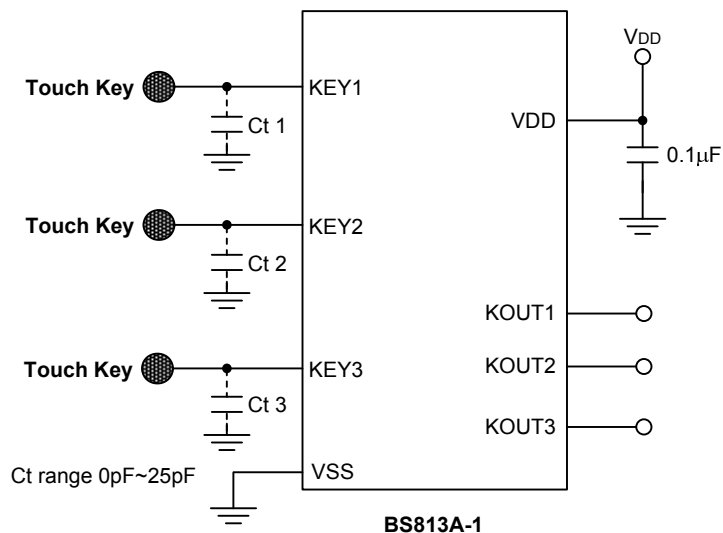 VDD
Touch Key
KEY1
Ct 1
VDD
0.1μF
Touch Key
KEY2
Ct 2
KOUT1
Touch Key
KEY3
KOUT2
Ct 3
KOUT3
Ct range 0pF~25pF
VSS
BS813A-1